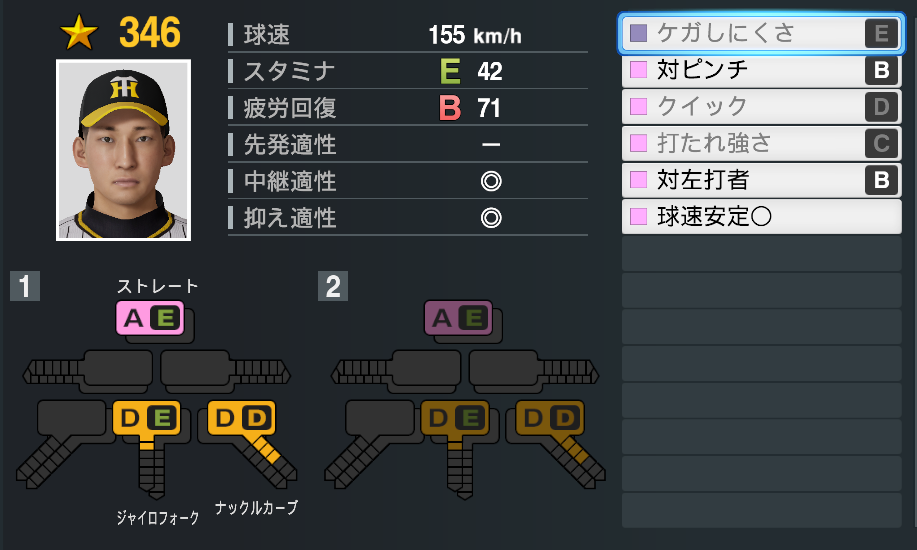 ★ 346
球速 155 km/h
スタミナ E 42
疲労回復 B 71
先発適性 －
中継適性 ◎
抑え適性 ◎
ケガしにくさ E
対ピンチ B
クイック D
打たれ強さ C
対左打者 B
球速安定〇
1
ストレート
A E
D E
D D
ジャイロフォーク
ナックルカーブ
2
A E
D E
D D